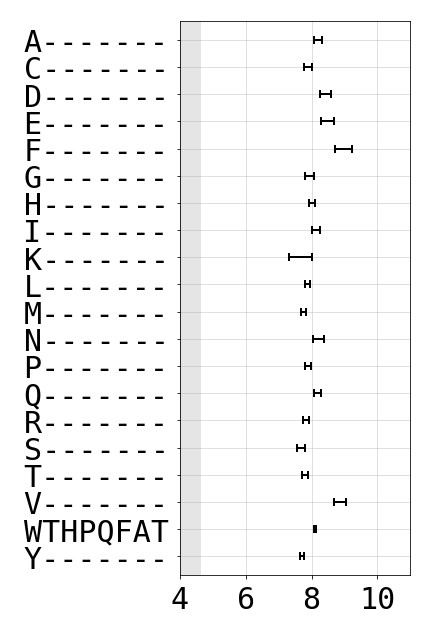 A-------
C-------
D-------
E-------
F-------
G-------
H-------
I-------
K-------
L-------
M-------
N-------
P-------
Q-------
R-------
S-------
T-------
V-------
WTHPQFAT
Y-------
4 6 8 10